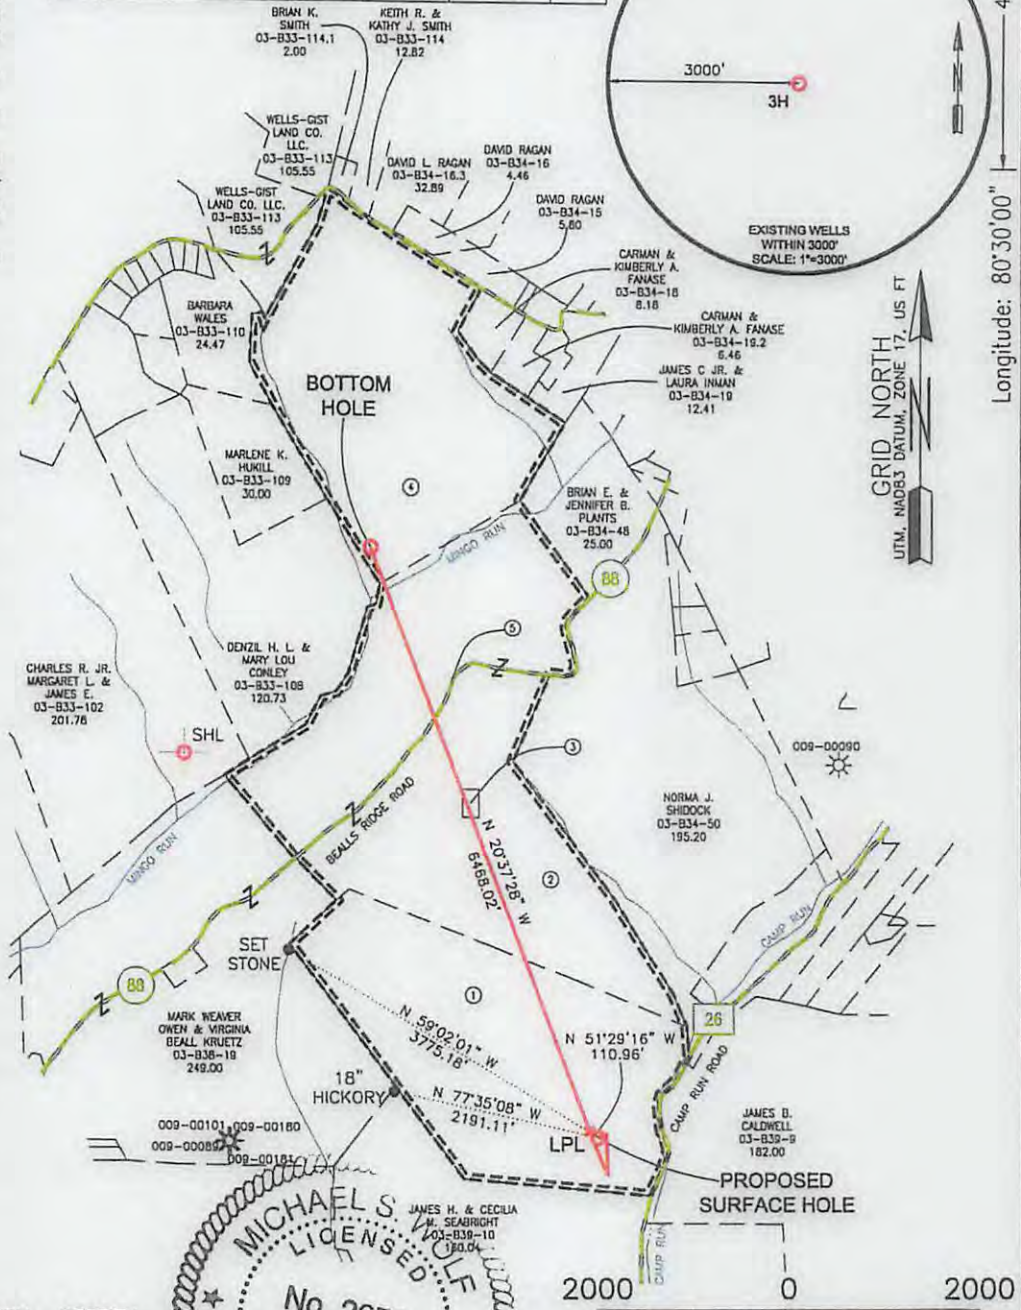 BRIAN K.
SMITH
03-B33-114.1
2.00
KEITH R. &
KATHY J. SMITH
03-B33-114
12.82
3000'
3H
N
EXISTING WELLS
WITHIN 3000'
SCALE: 1"=3000'
WELLS-GIST
LAND CO.
LLC.
03-B33-113
105.55
WELLS-GIST
LAND CO. LLC.
03-B33-113
105.55
DAVID L. RAGAN
03-B34-16.3
32.89
DAVID RAGAN
03-B34-16
4.46
DAVID RAGAN
03-B34-15
5.80
CARMAN &
KIMBERLY A.
FANASE
03-B34-18
8.18
CARMAN &
KIMBERLY A. FANASE
03-B34-19.2
6.46
JAMES C JR. &
LAURA INMAN
03-B34-19
12.41
Longitude: 80°30'00"
GRID NORTH
UTM, NAD83 DATUM, ZONE 17, US FT
N
BARBARA
WALES
03-B33-110
24.47
BOTTOM
HOLE
MARLENE K.
HUKILL
03-B33-109
30.00
4
BRIAN E. &
JENNIFER B.
PLANTS
03-B34-48
25.00
MINGO RUN
88
5
DENZIL H. L. &
MARY LOU
CONLEY
03-B33-108
120.73
CHARLES R. JR.
MARGARET L. &
JAMES E.
03-B33-102
201.76
SHL
3
009-00090
NORMA J.
SHIDOCK
03-B34-50
195.20
BEALLS RIDGE ROAD
MINGO RUN
N 20°37'28" W
6468.02'
2
CAMP RUN
SET
STONE
88
1
26
MARK WEAVER
OWEN & VIRGINIA
BEALL KRUETZ
03-B38-19
249.00
N 59°02'01" W
3775.18'
N 51°29'16" W
110.96'
18"
HICKORY
N 77°35'08" W
2191.11'
CAMP RUN ROAD
009-00101
009-00180
009-00089
009-00181
LPL
JAMES B.
CALDWELL
03-B39-9
182.00
PROPOSED
SURFACE HOLE
JAMES H. & CECILIA
M. SEABRIGHT
03-B39-10
CAMP RUN
MICHAEL S WOLF
LICENSED
No.
2000 0 2000